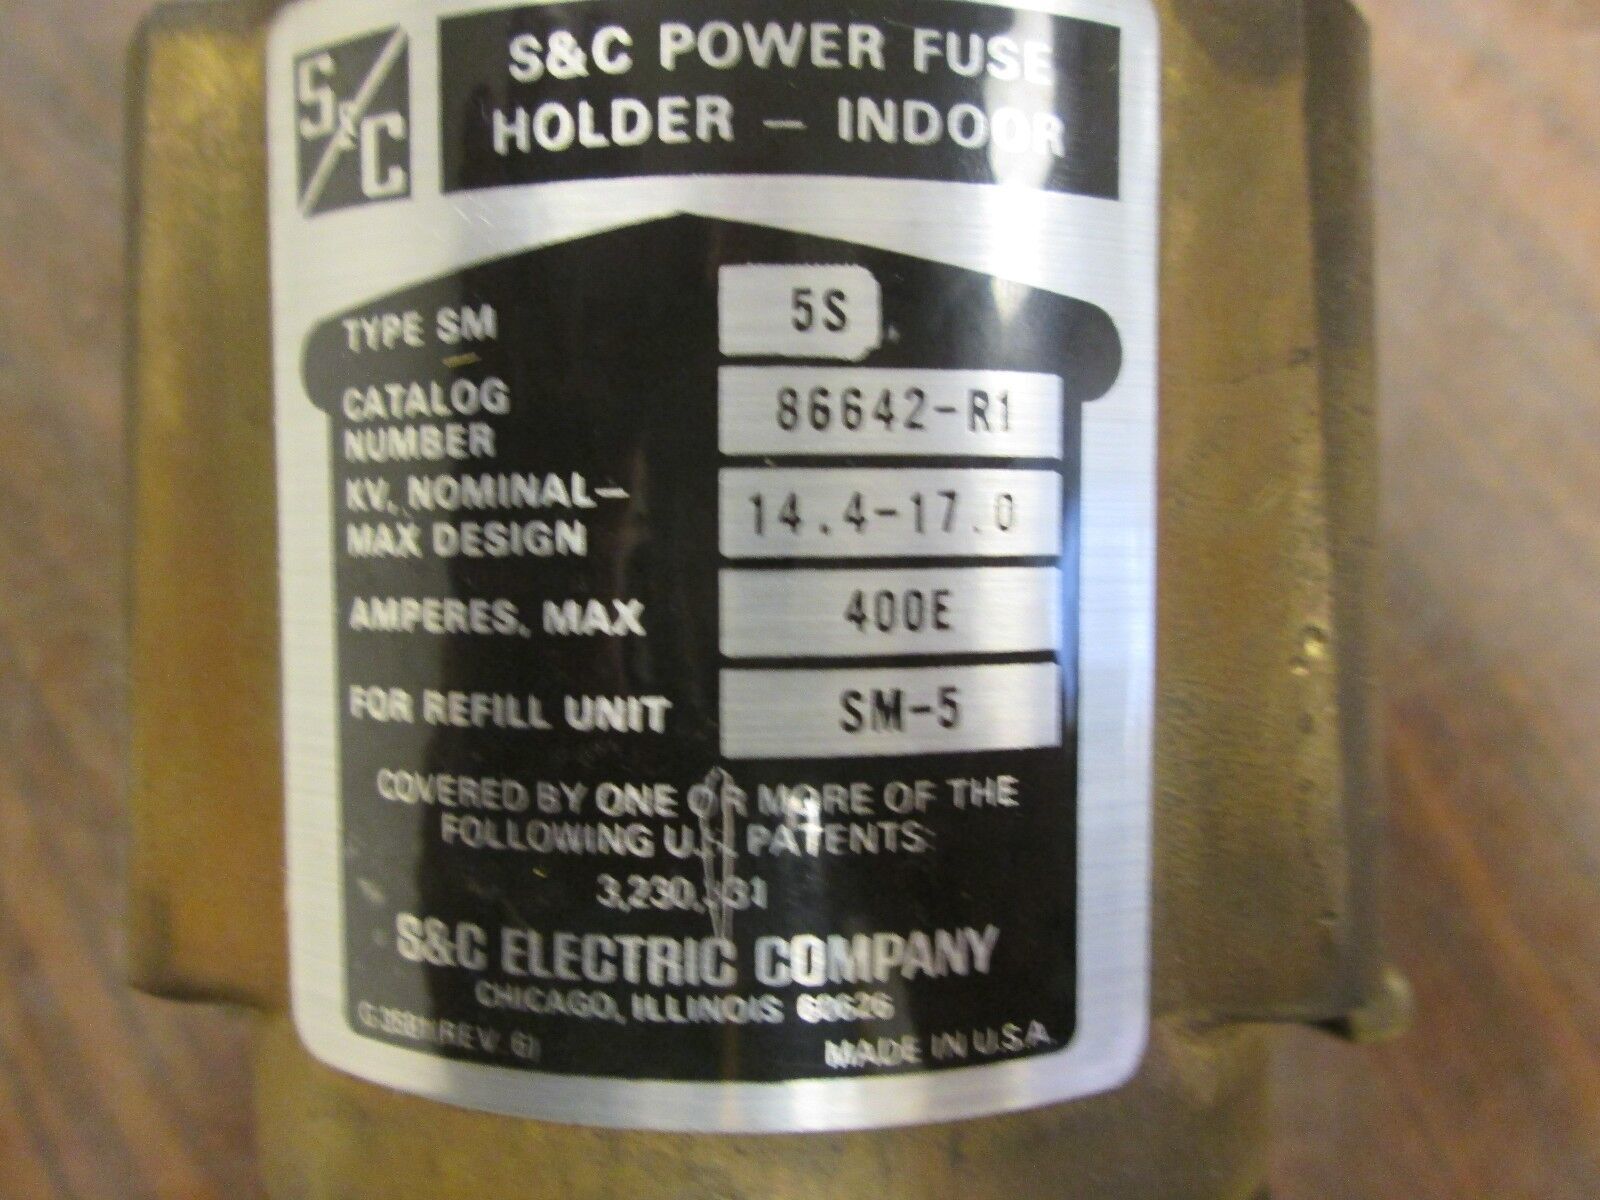 S&C
S&C POWER FUSE
HOLDER – INDOOR
TYPE SM 5S
CATALOG
NUMBER 86642-R1
KV, NOMINAL–
MAX DESIGN 14.4-17.0
AMPERES, MAX 400E
FOR REFILL UNIT SM-5
COVERED BY ONE OR MORE OF THE
FOLLOWING U.S. PATENTS:
S&C ELECTRIC COMPANY
CHICAGO, ILLINOIS 60626
(REV. 6)
MADE IN U.S.A.